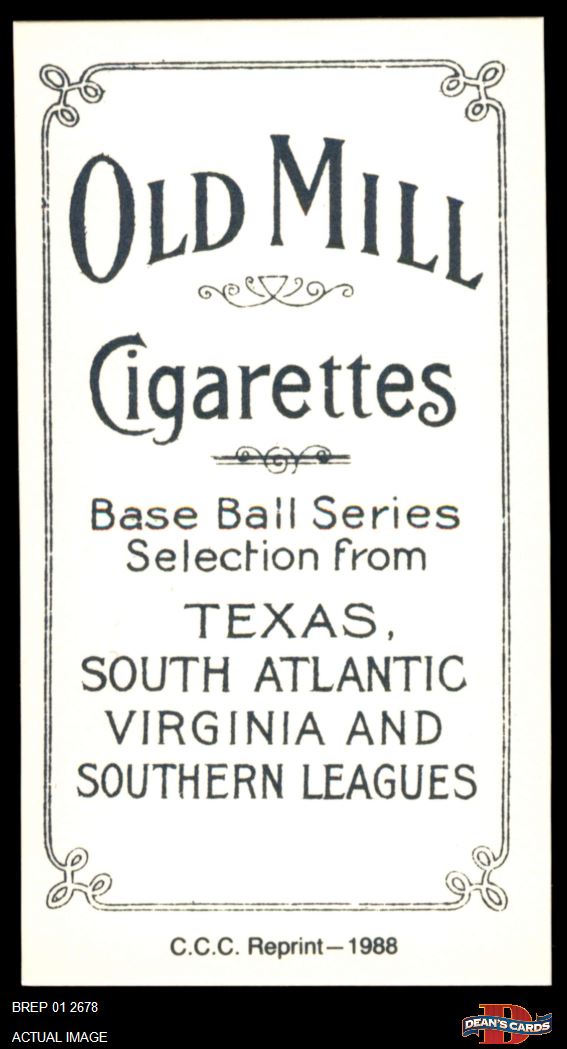 OLD MILL
Cigarettes
Base Ball Series
Selection from
TEXAS,
SOUTH ATLANTIC
VIRGINIA AND
SOUTHERN LEAGUES
C.C.C. Reprint—1988
BREP 01 2678
ACTUAL IMAGE
D
DEAN'S CARDS